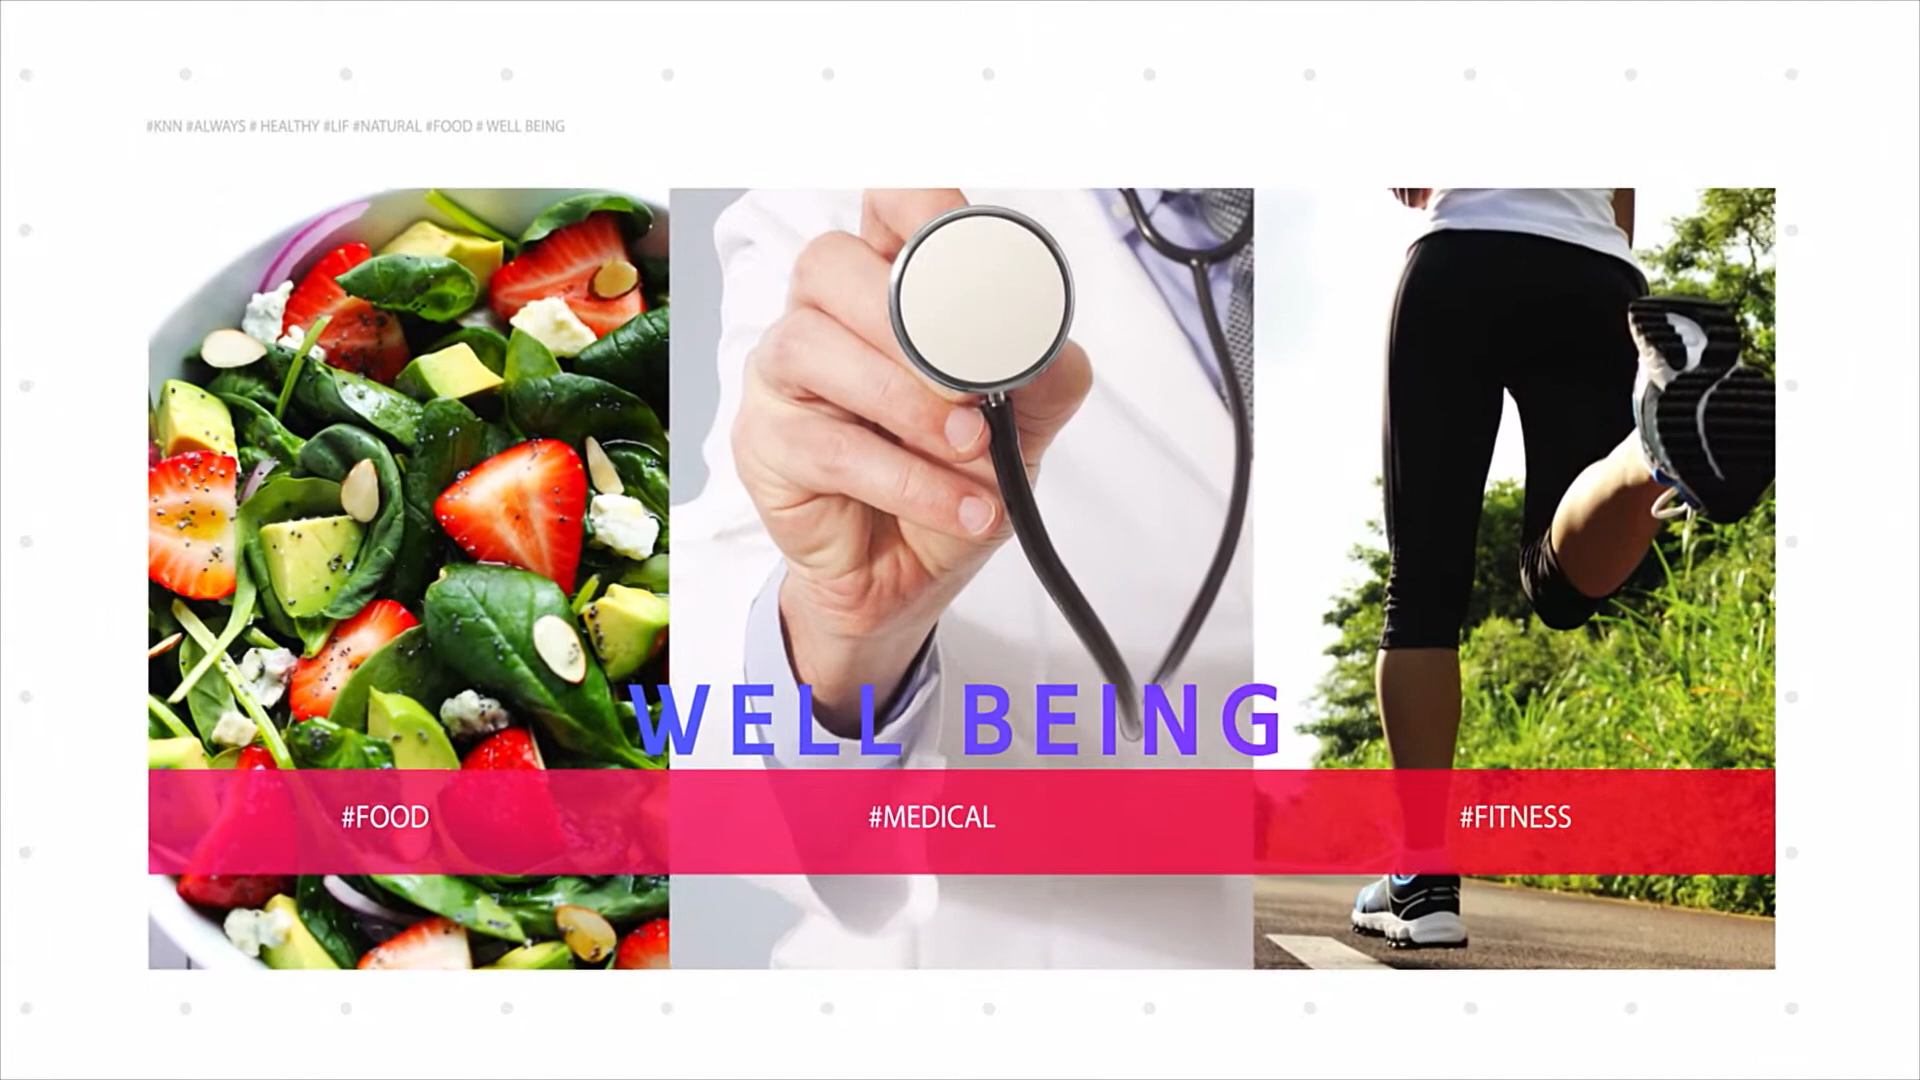 #KNN #ALWAYS # HEALTHY #LIF #NATURAL #FOOD # WELL BEING
WELL BEING
#FOOD #MEDICAL #FITNESS